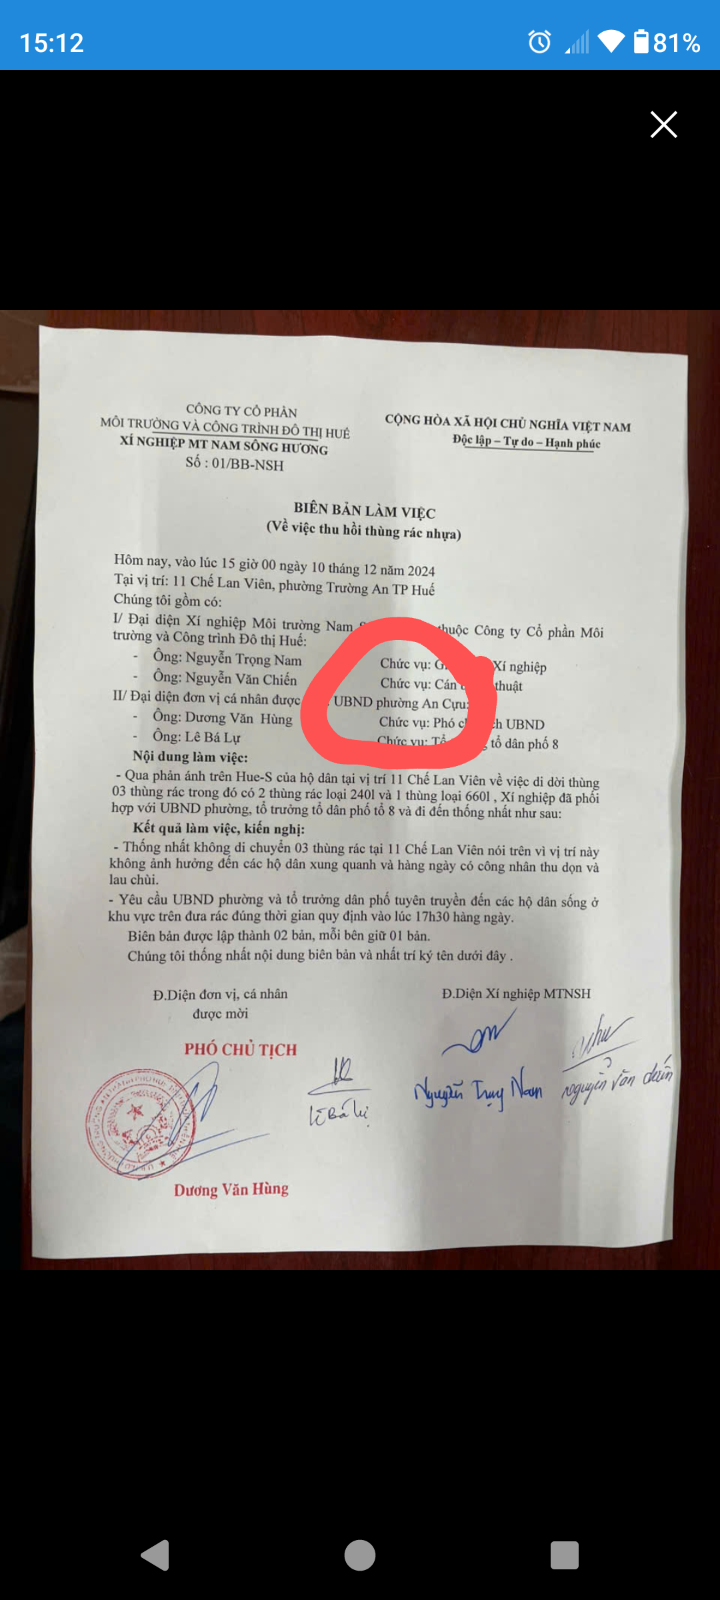 15:12
81%
CÔNG TY CỔ PHẦN
MÔI TRƯỜNG VÀ CÔNG TRÌNH ĐÔ THỊ HUẾ
XÍ NGHIỆP MT NAM SÔNG HƯƠNG
Số : 01/BB-NSH
CỘNG HÒA XÃ HỘI CHỦ NGHĨA VIỆT NAM
Độc lập – Tự do – Hạnh phúc
BIÊN BẢN LÀM VIỆC
(Về việc thu hồi thùng rác nhựa)
Hôm nay, vào lúc 15 giờ 00 ngày 10 tháng 12 năm 2024
Tại vị trí: 11 Chế Lan Viên, phường Trường An TP Huế
Chúng tôi gồm có:
I/ Đại diện Xí nghiệp Môi trường Nam thuộc Công ty Cổ phần Môi
trường và Công trình Đô thị Huế:
- Ông: Nguyễn Trọng Nam Chức vụ: Xí nghiệp
- Ông: Nguyễn Văn Chiến Chức vụ: Cán thuật
II/ Đại diện đơn vị cá nhân được UBND phường An Cựu:
- Ông: Dương Văn Hùng Chức vụ: Phó UBND
- Ông: Lê Bá Lự Chức vụ: tổ dân phố 8
Nội dung làm việc:
- Qua phản ánh trên Hue-S của hộ dân tại vị trí 11 Chế Lan Viên về việc di dời thùng
03 thùng rác trong đó có 2 thùng rác loại 240l và 1 thùng loại 660l , Xí nghiệp đã phối
hợp với UBND phường, tổ trưởng tổ dân phố tổ 8 và đi đến thống nhất như sau:
Kết quả làm việc, kiến nghị:
- Thống nhất không di chuyển 03 thùng rác tại 11 Chế Lan Viên nói trên vì vị trí này
không ảnh hưởng đến các hộ dân xung quanh và hàng ngày có công nhân thu dọn và
lau chùi.
- Yêu cầu UBND phường và tổ trưởng dân phố tuyên truyền đến các hộ dân sống ở
khu vực trên đưa rác đúng thời gian quy định vào lúc 17h30 hàng ngày.
Biên bản được lập thành 02 bản, mỗi bên giữ 01 bản.
Chúng tôi thống nhất nội dung biên bản và nhất trí ký tên dưới đây .
Đ.Diện đơn vị, cá nhân
được mời
Đ.Diện Xí nghiệp MTNSH
PHÓ CHỦ TỊCH
Lê Bá Lự
Nguyễn Trọng Nam
nguyễn văn chiến
Dương Văn Hùng